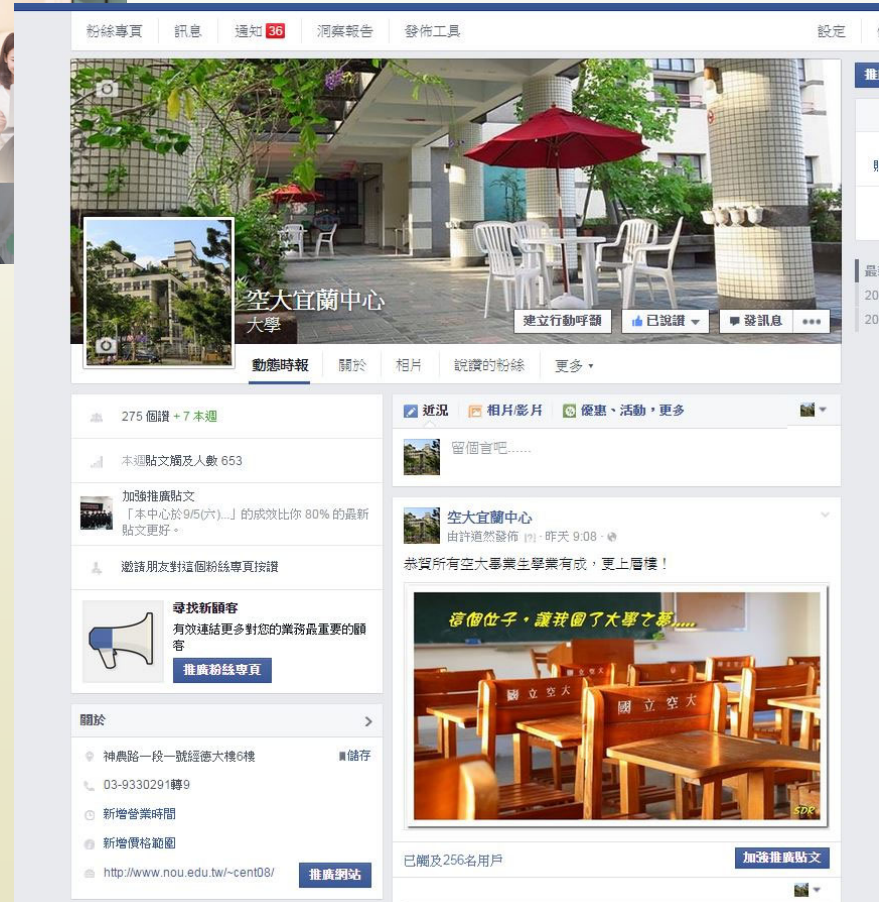 粉絲專頁 訊息 通知 36 洞察報告 發佈工具 設定
空大宜蘭中心
大學
建立行動呼籲 已說讚 發訊息
動態時報 關於 相片 說讚的粉絲 更多
275 個讚 +7 本週
本週貼文觸及人數 653
加強推廣貼文
「本中心於9/5(六)...」的成效比你 80% 的最新
貼文更好。
邀請朋友對這個粉絲專頁按讚
尋找新顧客
有效連結更多對您的業務最重要的顧
客
推廣粉絲專頁
關於
神農路一段一號經德大樓6樓 儲存
03-9330291轉9
新增營業時間
新增價格範圍
http://www.nou.edu.tw/~cent08/ 推廣網站
近況 相片/影片 優惠、活動，更多
留個言吧......
空大宜蘭中心
由許道然發佈 [?] · 昨天 9:08 ·
恭賀所有空大畢業生學業有成，更上層樓！
這個位子，讓我圓了大學之夢.....
國立空大
國立空大
SDR
已觸及256名用戶 加強推廣貼文
推
最
20
20